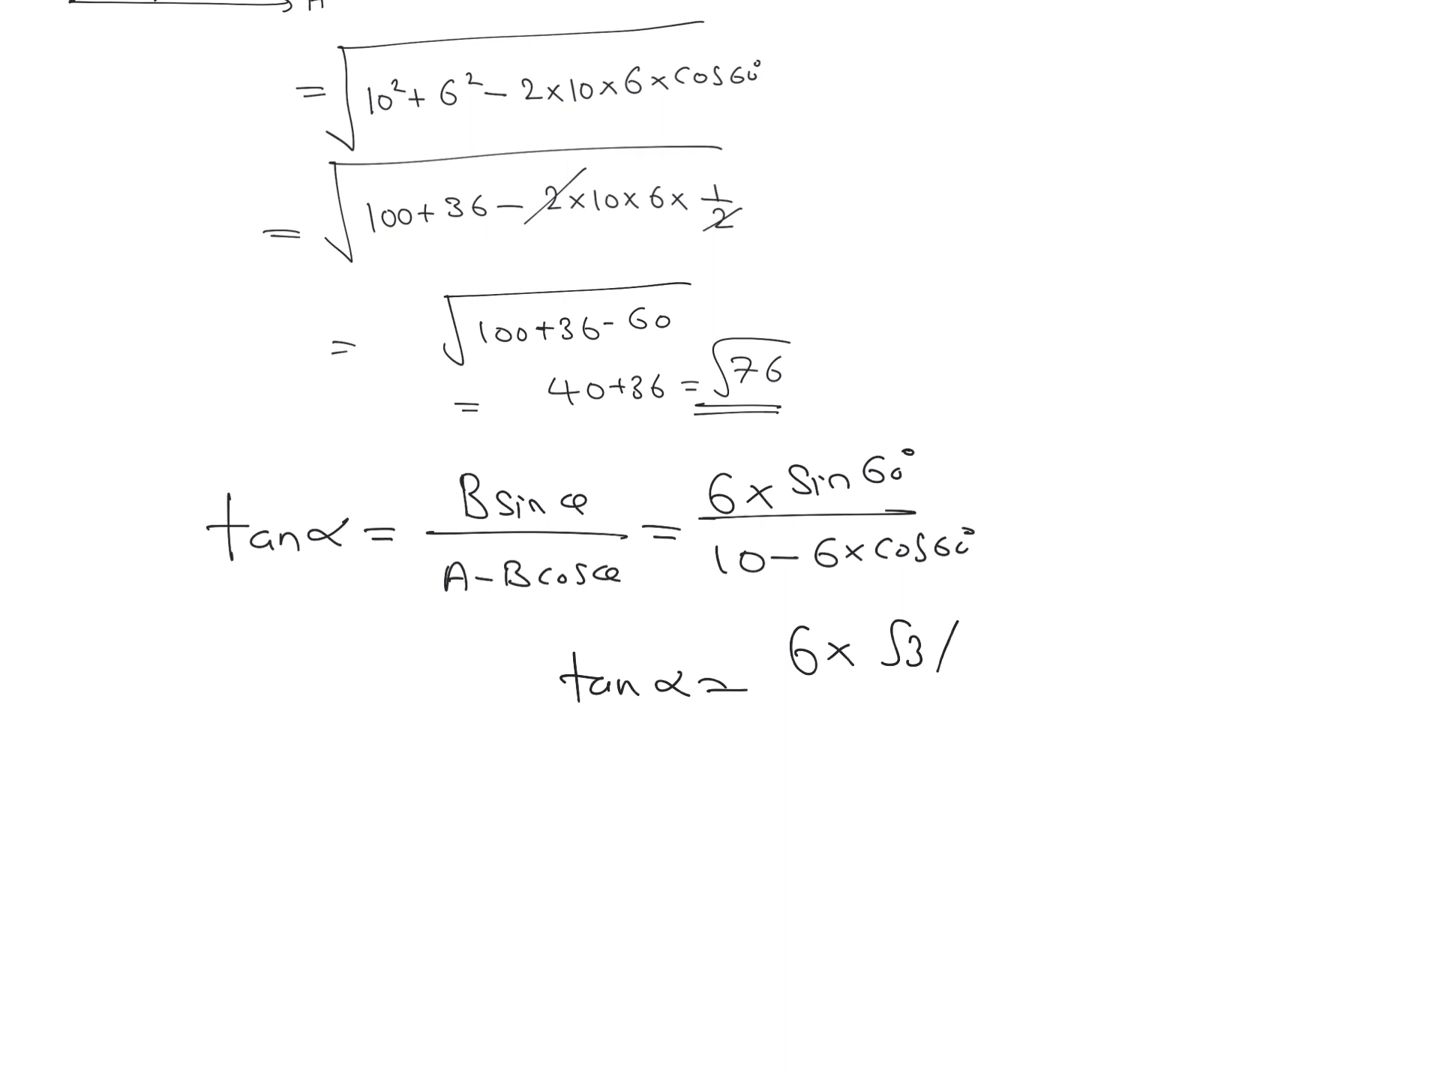 = √10²+ 6² - 2×10×6×cos60°
= √100+36 - 2×10×6× 1/2
= √100+36-60
= 40+36 = √76
tanα = Bsinφ / A-Bcosφ = 6× Sin60° / 10-6×cos60°
tanα = 6× √3/